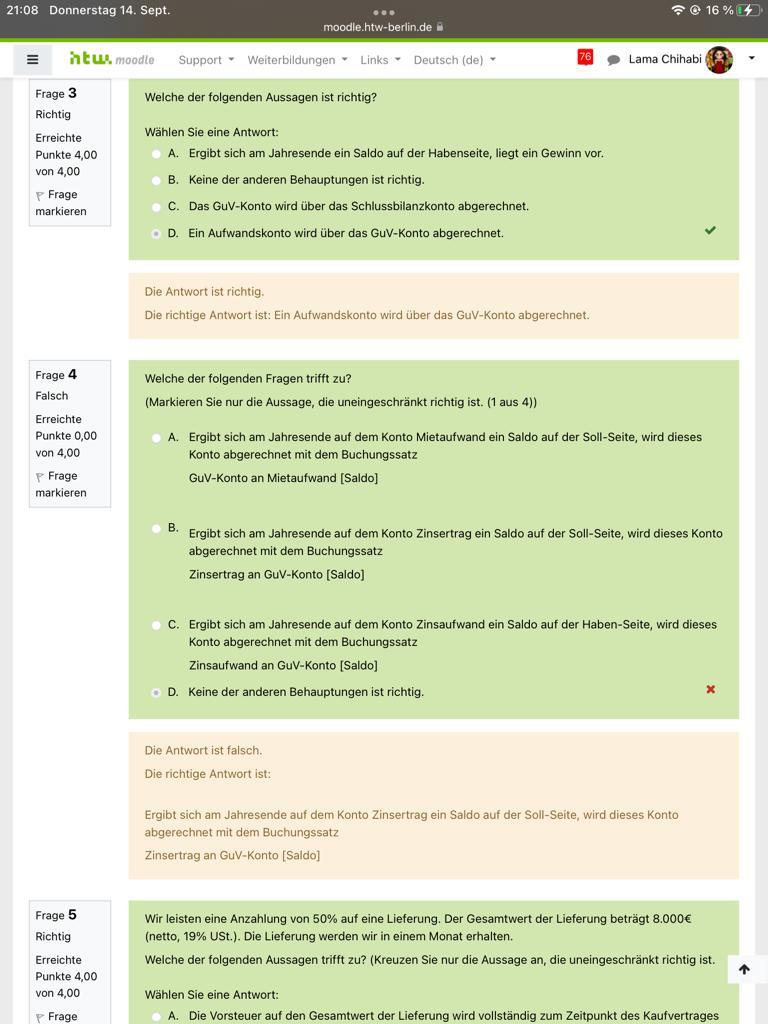 21:08 Donnerstag 14. Sept.
16 %
moodle.htw-berlin.de
htw. moodle
Support
Weiterbildungen
Links
Deutsch (de)
76
Lama Chihabi
Frage 3
Richtig
Erreichte
Punkte 4,00
von 4,00
Frage
markieren
Welche der folgenden Aussagen ist richtig?
Wählen Sie eine Antwort:
A. Ergibt sich am Jahresende ein Saldo auf der Habenseite, liegt ein Gewinn vor.
B. Keine der anderen Behauptungen ist richtig.
C. Das GuV-Konto wird über das Schlussbilanzkonto abgerechnet.
D. Ein Aufwandskonto wird über das GuV-Konto abgerechnet.
Die Antwort ist richtig.
Die richtige Antwort ist: Ein Aufwandskonto wird über das GuV-Konto abgerechnet.
Frage 4
Falsch
Erreichte
Punkte 0,00
von 4,00
Frage
markieren
Welche der folgenden Fragen trifft zu?
(Markieren Sie nur die Aussage, die uneingeschränkt richtig ist. (1 aus 4))
A. Ergibt sich am Jahresende auf dem Konto Mietaufwand ein Saldo auf der Soll-Seite, wird dieses
Konto abgerechnet mit dem Buchungssatz
GuV-Konto an Mietaufwand [Saldo]
B.
Ergibt sich am Jahresende auf dem Konto Zinsertrag ein Saldo auf der Soll-Seite, wird dieses Konto
abgerechnet mit dem Buchungssatz
Zinsertrag an GuV-Konto [Saldo]
C. Ergibt sich am Jahresende auf dem Konto Zinsaufwand ein Saldo auf der Haben-Seite, wird dieses
Konto abgerechnet mit dem Buchungssatz
Zinsaufwand an GuV-Konto [Saldo]
D. Keine der anderen Behauptungen ist richtig.
Die Antwort ist falsch.
Die richtige Antwort ist:
Ergibt sich am Jahresende auf dem Konto Zinsertrag ein Saldo auf der Soll-Seite, wird dieses Konto
abgerechnet mit dem Buchungssatz
Zinsertrag an GuV-Konto [Saldo]
Frage 5
Richtig
Erreichte
Punkte 4,00
von 4,00
Frage
Wir leisten eine Anzahlung von 50% auf eine Lieferung. Der Gesamtwert der Lieferung beträgt 8.000€
(netto, 19% USt.). Die Lieferung werden wir in einem Monat erhalten.
Welche der folgenden Aussagen trifft zu? (Kreuzen Sie nur die Aussage an, die uneingeschränkt richtig ist.
Wählen Sie eine Antwort:
A. Die Vorsteuer auf den Gesamtwert der Lieferung wird vollständig zum Zeitpunkt des Kaufvertrages